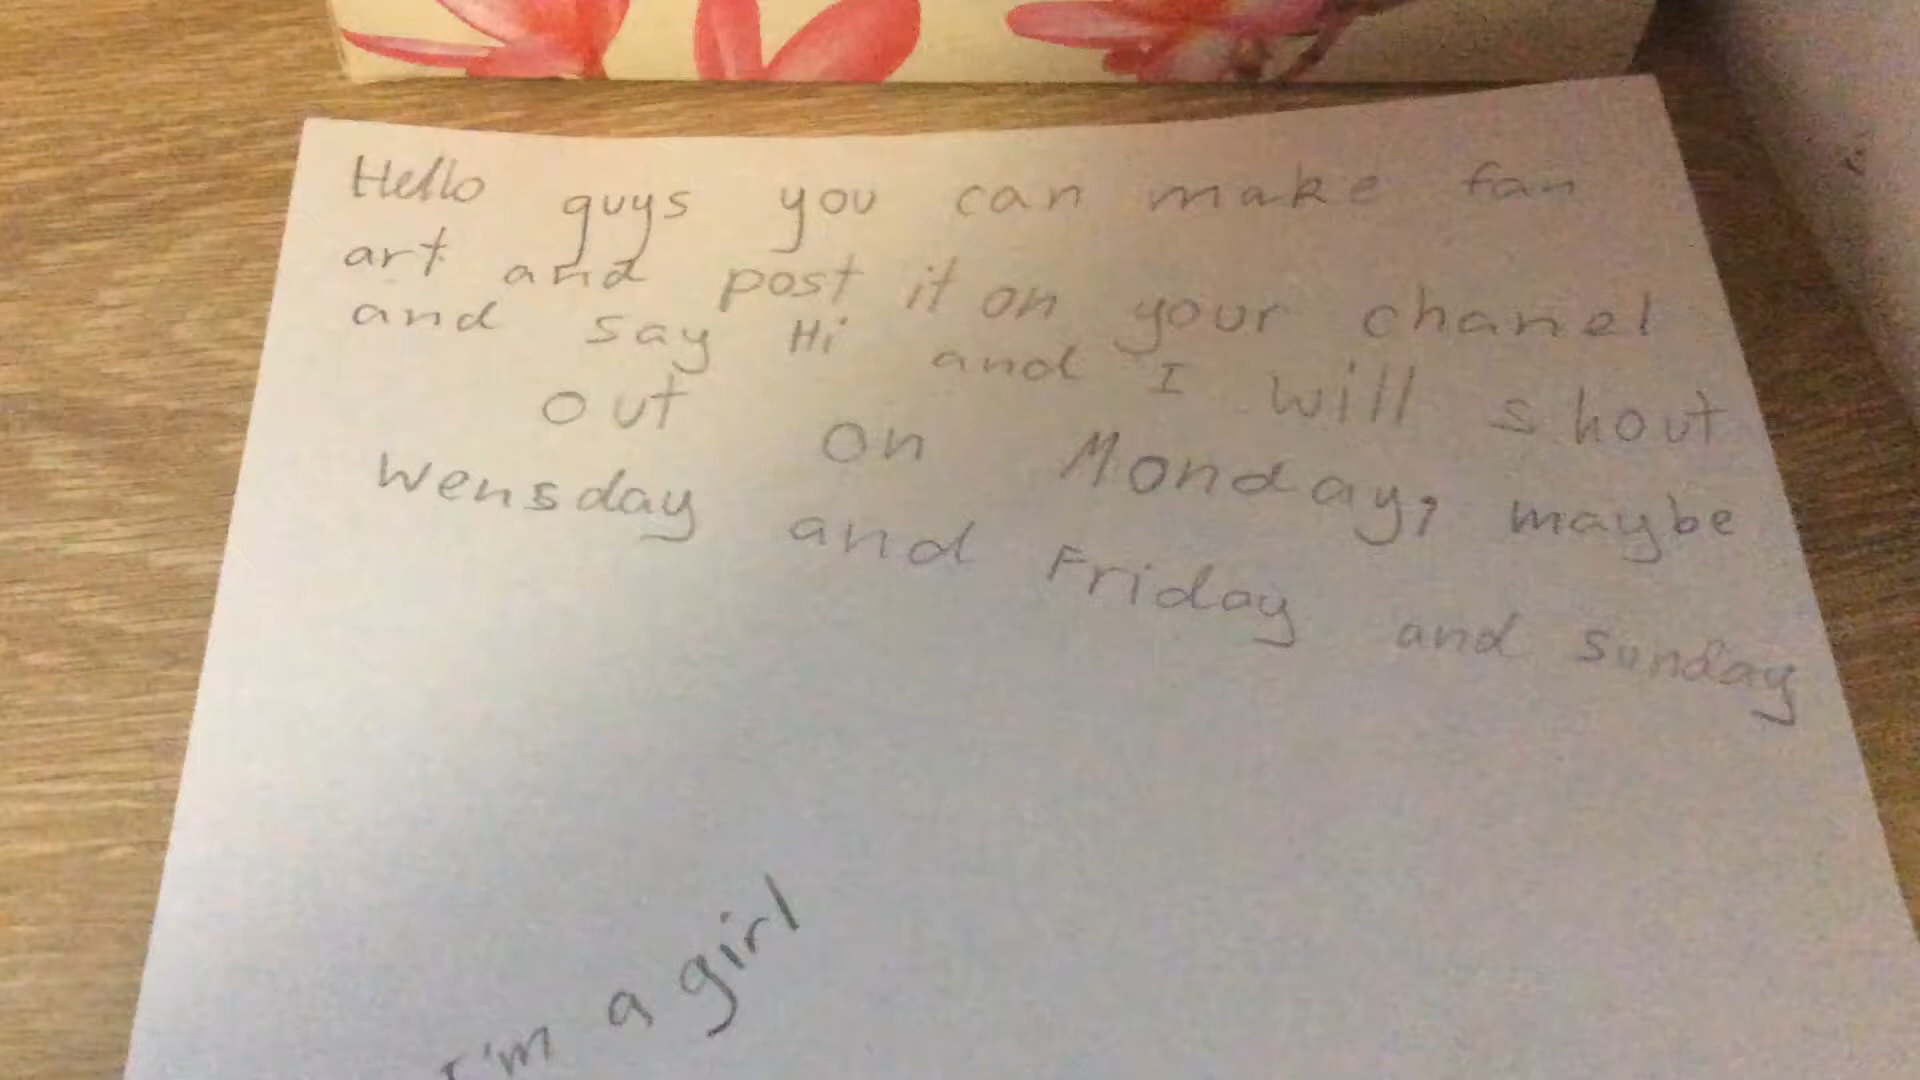 Hello guys you can make fan
art and post it on your chanel
and say Hi and I will shout
out on Monday, maybe
Wensday and Friday and Sunday
I'm a girl